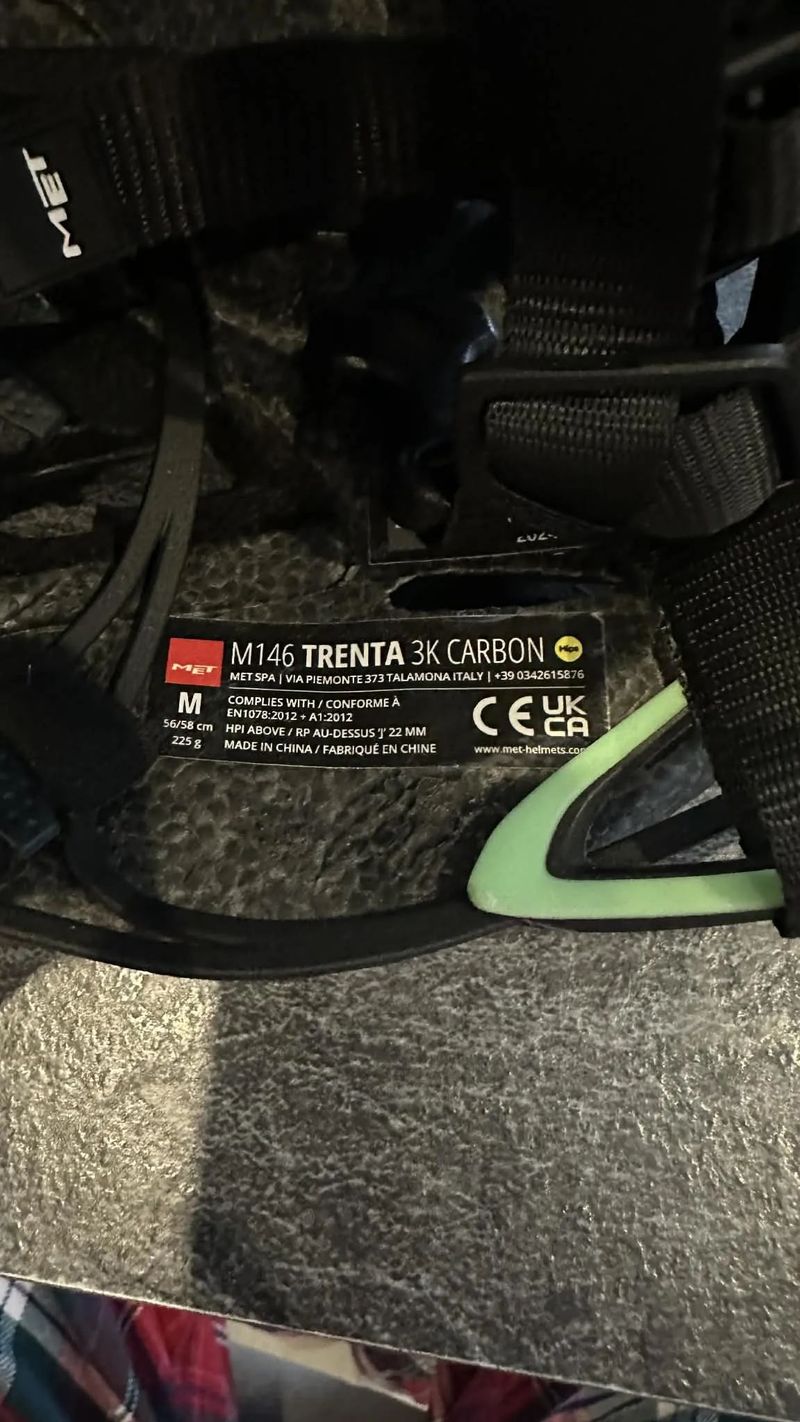 MET
M146 TRENTA 3K CARBON Mips
MET
MET SPA | VIA PIEMONTE 373 TALAMONA ITALY | +39 0342615876
M
56/58 cm
225 g
COMPLIES WITH / CONFORME À
EN1078:2012 + A1:2012
HPI ABOVE / RP AU-DESSUS 'J' 22 MM
MADE IN CHINA / FABRIQUÉ EN CHINE
CE UK
CA
www.met-helmets.com